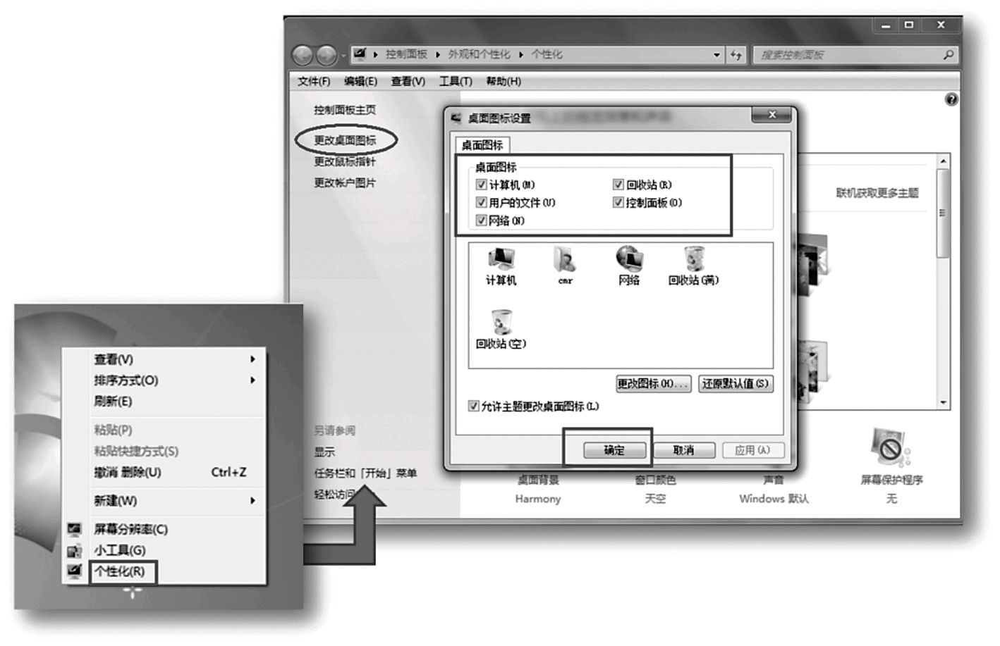 控制面板 外观和个性化 个性化 搜索控制面板
文件(F) 编辑(E) 查看(V) 工具(T) 帮助(H)
控制面板主页
更改桌面图标
更改鼠标指针
更改帐户图片
另请参阅
显示
任务栏和「开始」菜单
轻松访问
桌面图标设置
桌面图标
桌面图标
计算机(M) 回收站(R)
用户的文件(U) 控制面板(O)
网络(N)
计算机 cmr 网络 回收站(满)
回收站(空)
更改图标(H)... 还原默认值(S)
允许主题更改桌面图标(L)
确定 取消 应用(A)
联机获取更多主题
桌面背景 窗口颜色 声音 屏幕保护程序
Harmony 天空 Windows 默认 无
查看(V)
排序方式(O)
刷新(E)
粘贴(P)
粘贴快捷方式(S)
撤消 删除(U) Ctrl+Z
新建(W)
屏幕分辨率(C)
小工具(G)
个性化(R)